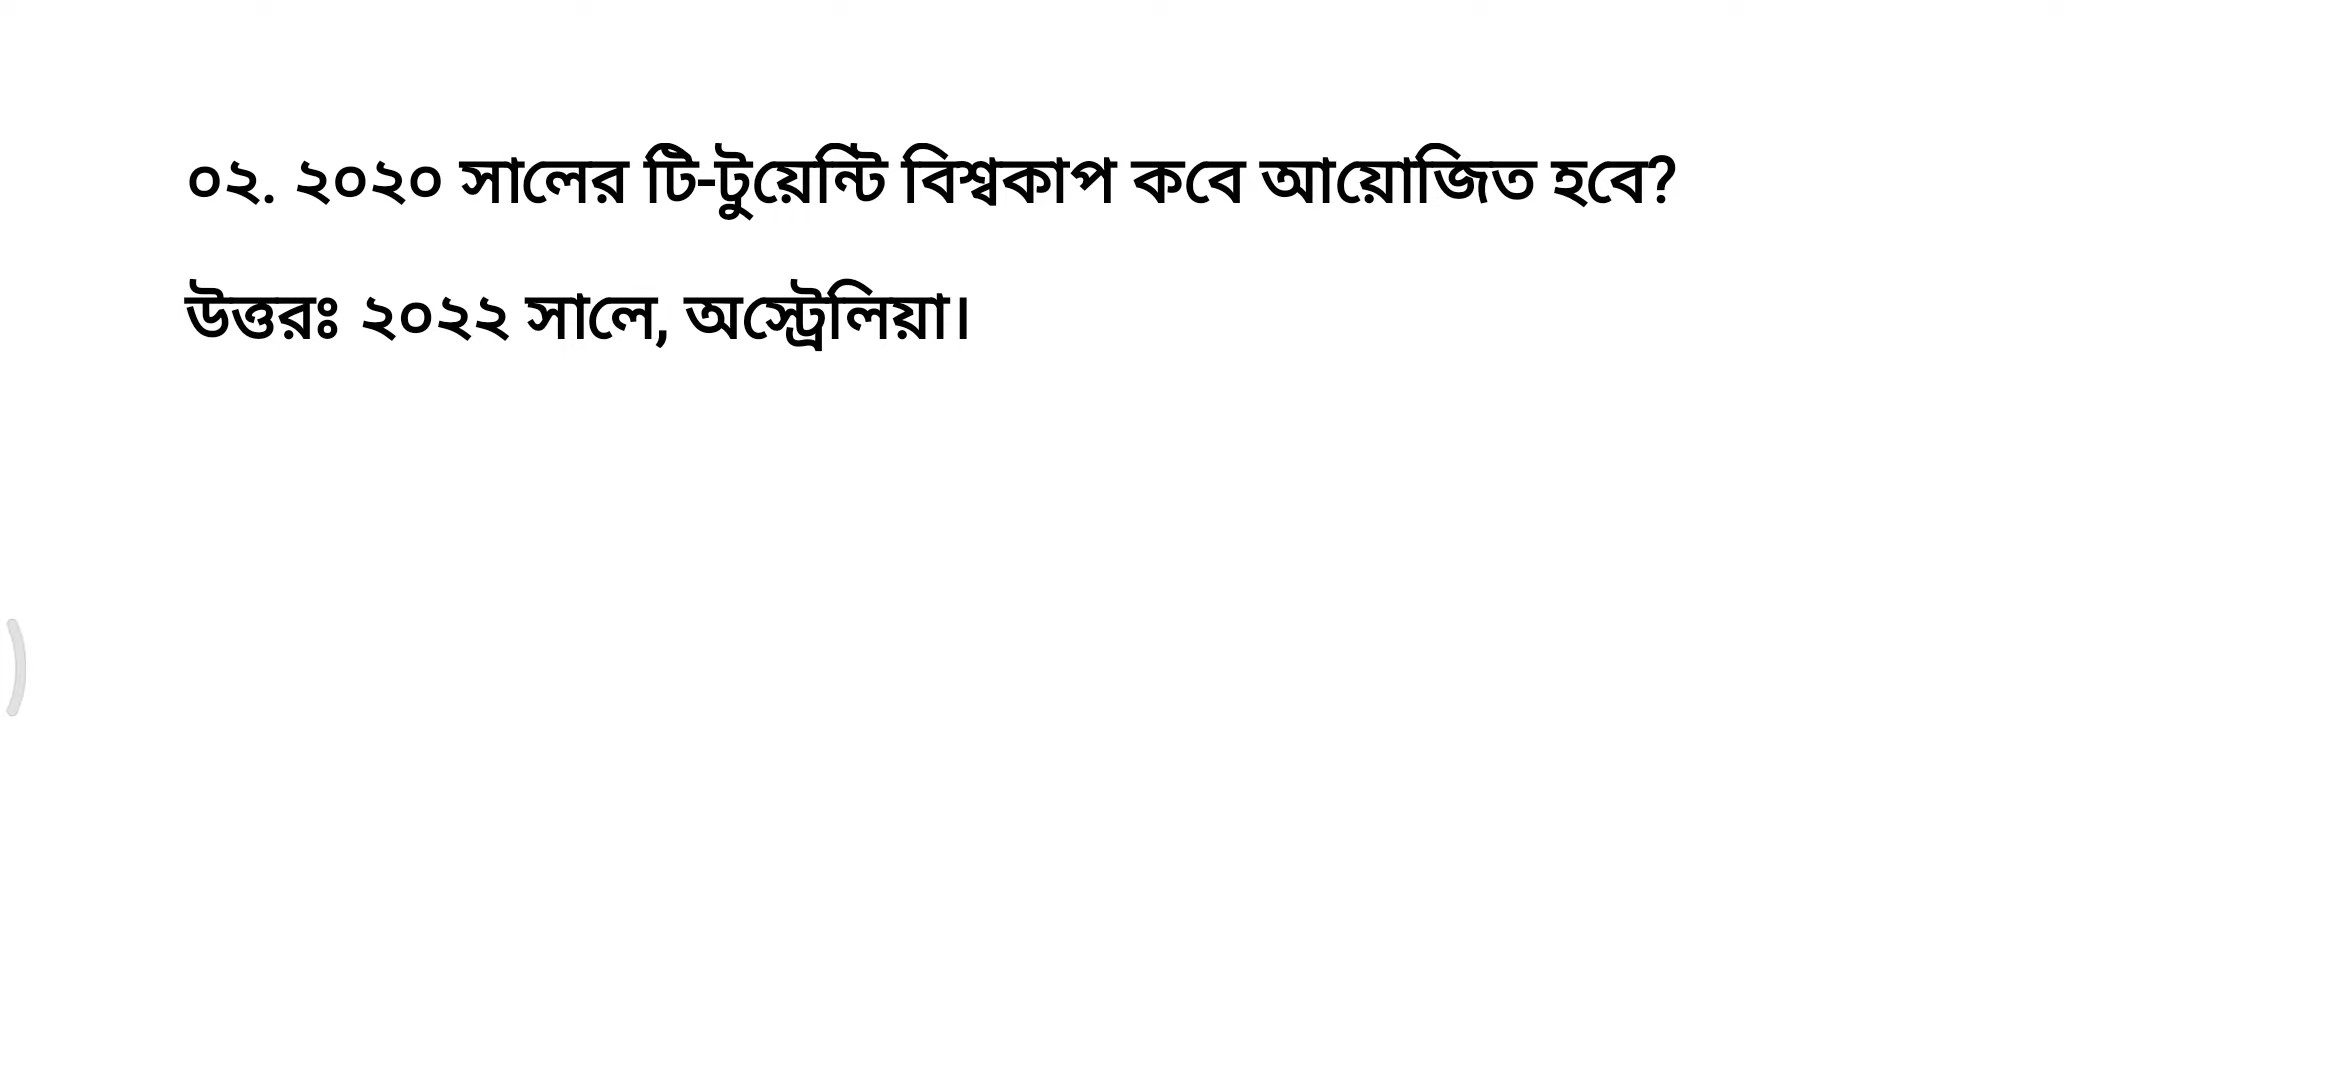 ০২. ২০২০ সালের টি-টুয়েন্টি বিশ্বকাপ কবে আয়োজিত হবে?
উত্তরঃ ২০২২ সালে, অস্ট্রেলিয়া।